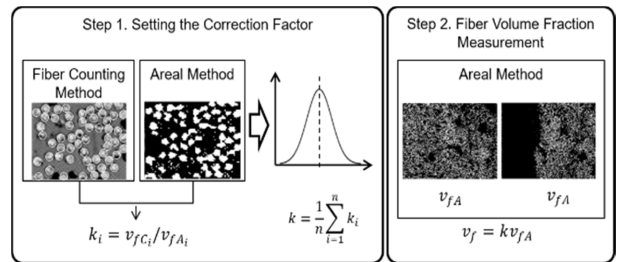 Step 1. Setting the Correction Factor
Fiber Counting
Method
Areal Method
k_i = v_{fC_i}/v_{fA_i}
k = \frac{1}{n}\sum_{i=1}^{n} k_i
Step 2. Fiber Volume Fraction
Measurement
Areal Method
v_{fA}
v_{fA}
v_f = kv_{fA}